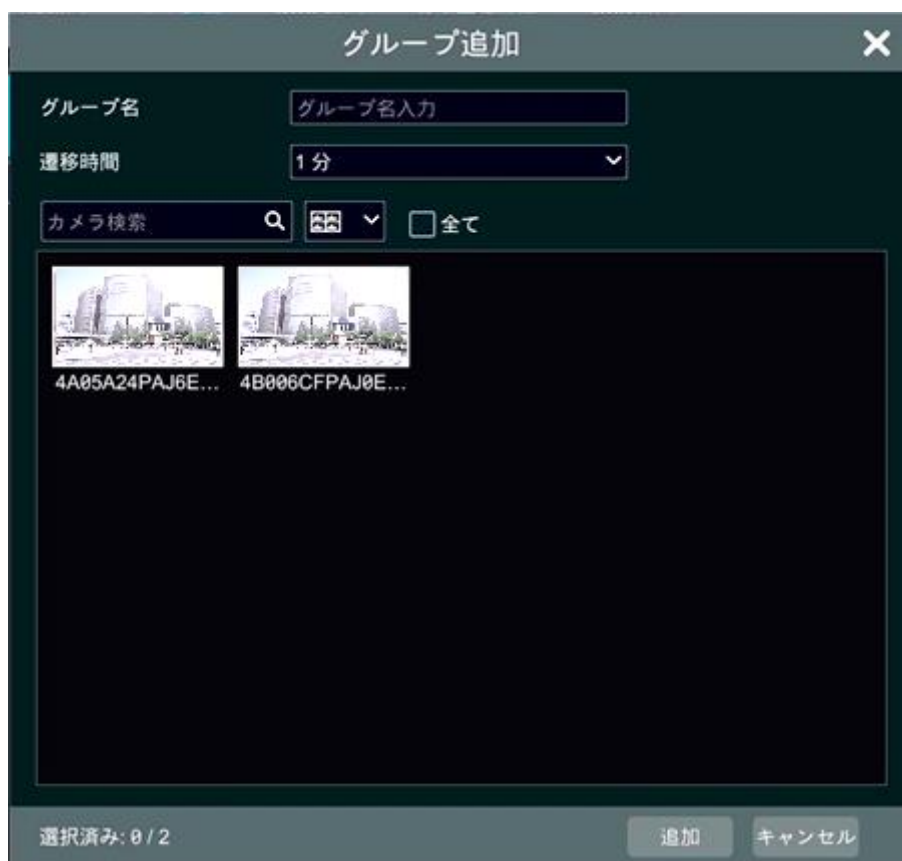 グループ追加
グループ名 グループ名入力
遷移時間 1 分
カメラ検索 全て
4A05A24PAJ6E... 4B006CFPAJ0E...
選択済み: 0 / 2 追加 キャンセル